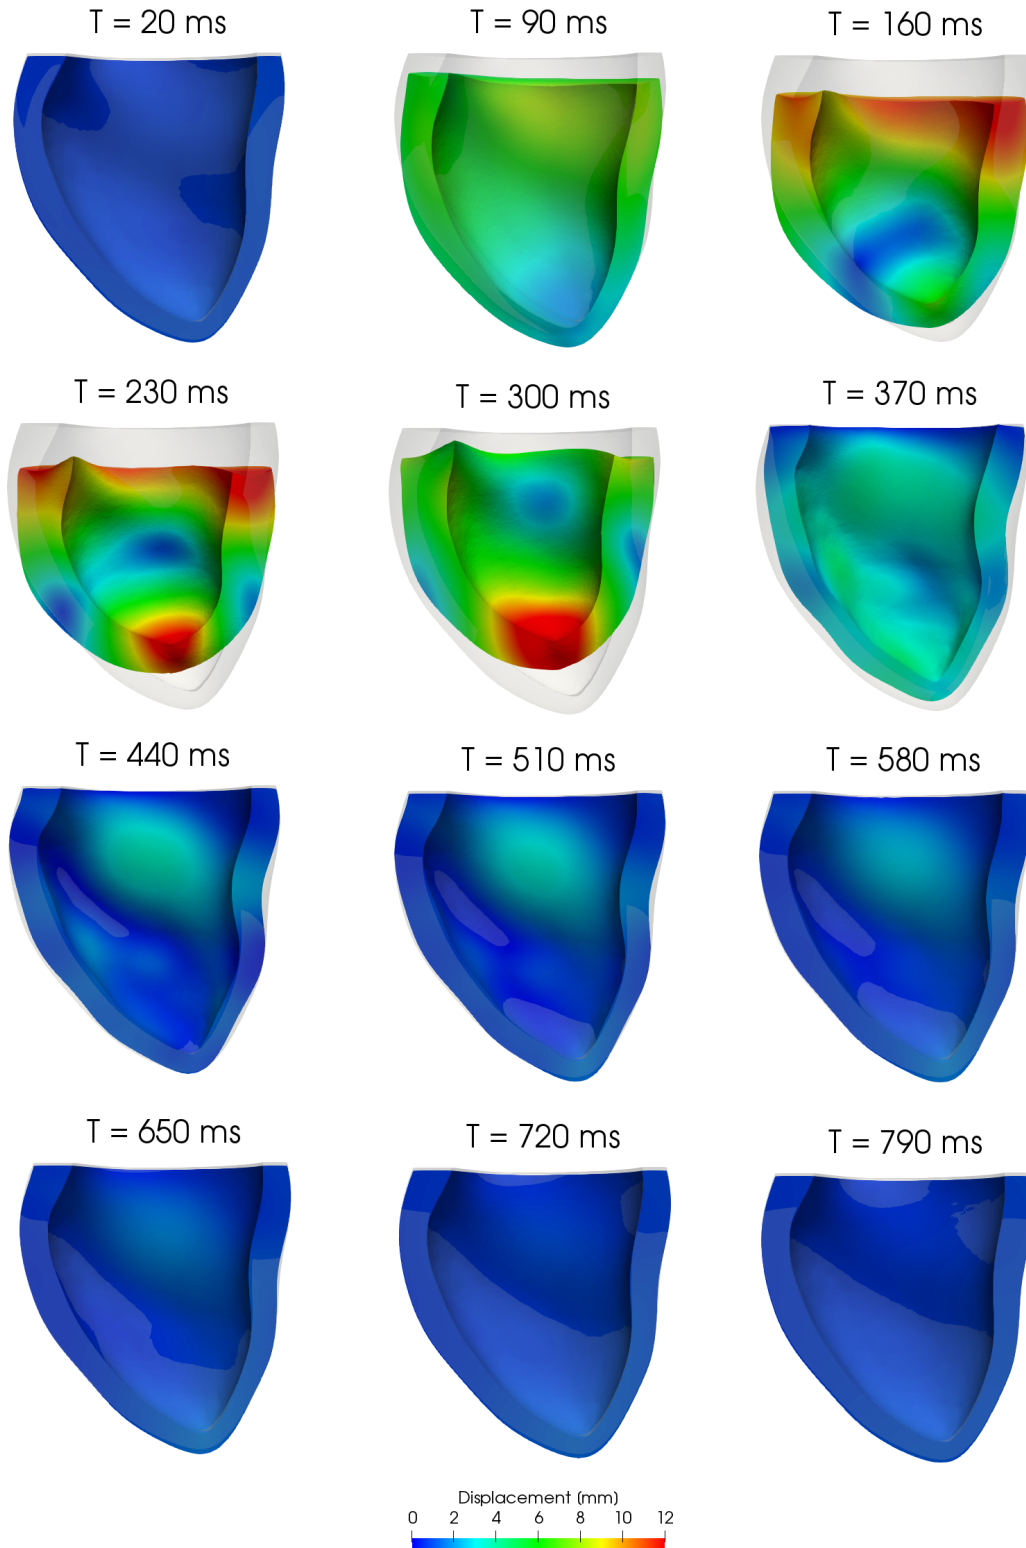 T = 20 ms
T = 90 ms
T = 160 ms
T = 230 ms
T = 300 ms
T = 370 ms
T = 440 ms
T = 510 ms
T = 580 ms
T = 650 ms
T = 720 ms
T = 790 ms
Displacement (mm)
0 2 4 6 8 10 12